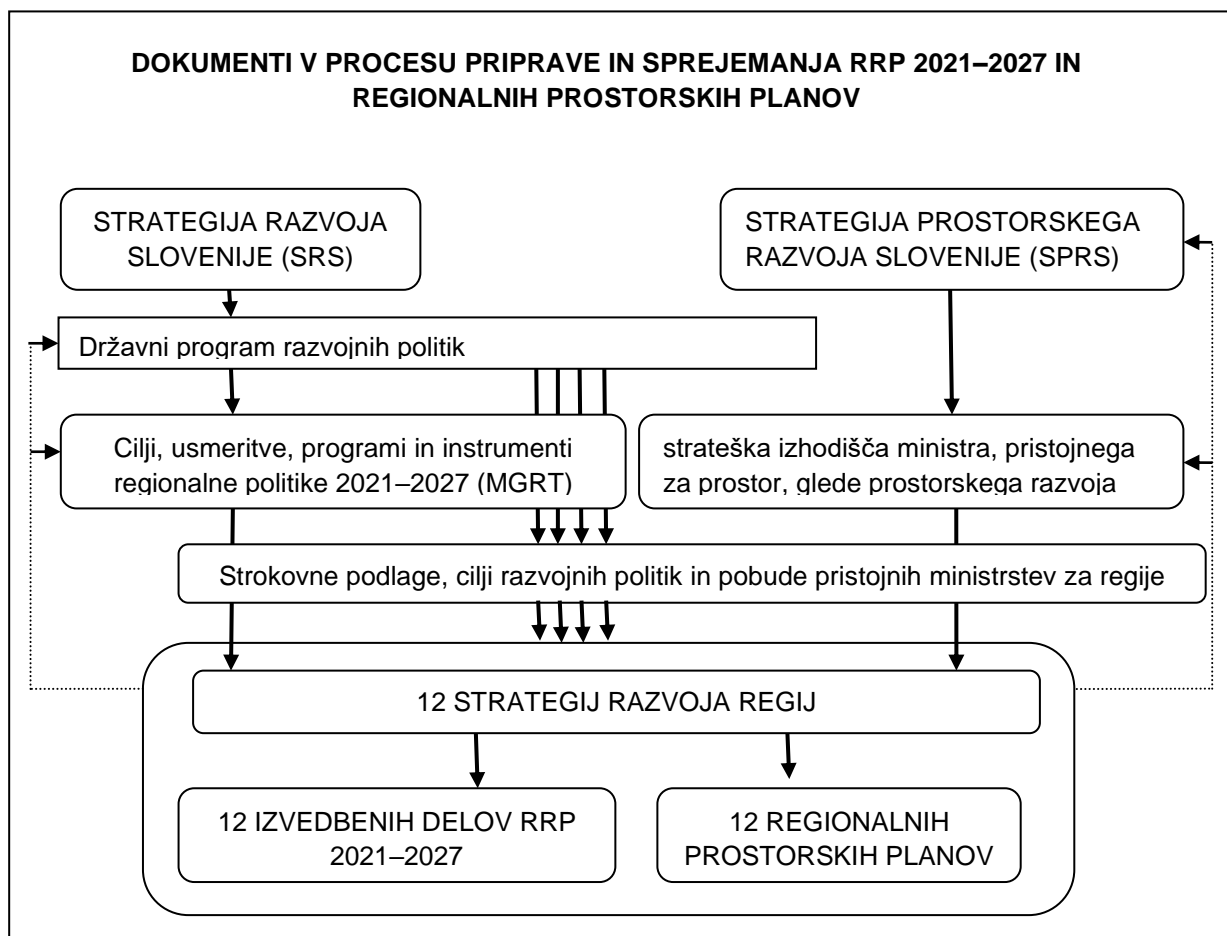 DOKUMENTI V PROCESU PRIPRAVE IN SPREJEMANJA RRP 2021–2027 IN
REGIONALNIH PROSTORSKIH PLANOV
STRATEGIJA RAZVOJA
SLOVENIJE (SRS)
STRATEGIJA PROSTORSKEGA
RAZVOJA SLOVENIJE (SPRS)
Državni program razvojnih politik
Cilji, usmeritve, programi in instrumenti
regionalne politike 2021–2027 (MGRT)
strateška izhodišča ministra, pristojnega
za prostor, glede prostorskega razvoja
Strokovne podlage, cilji razvojnih politik in pobude pristojnih ministrstev za regije
12 STRATEGIJ RAZVOJA REGIJ
12 IZVEDBENIH DELOV RRP
2021–2027
12 REGIONALNIH
PROSTORSKIH PLANOV